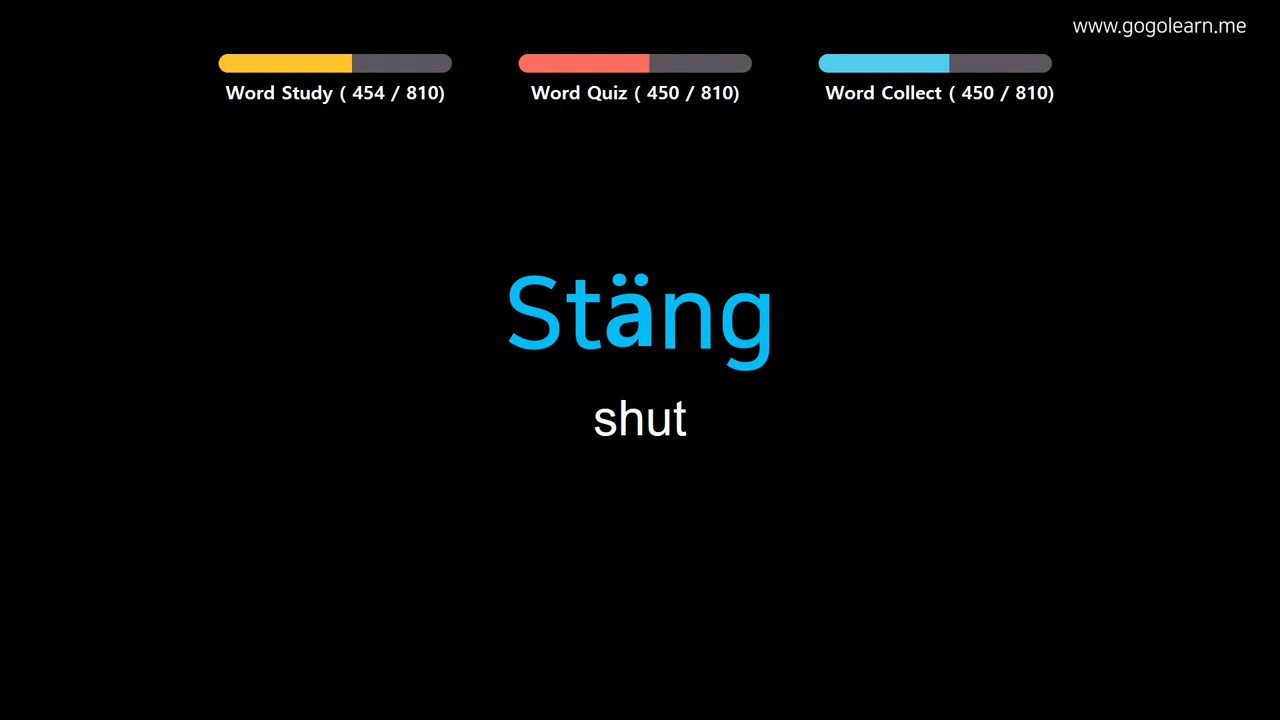 www.gogolearn.me
Word Study ( 454 / 810)
Word Quiz ( 450 / 810)
Word Collect ( 450 / 810)
Stäng
shut